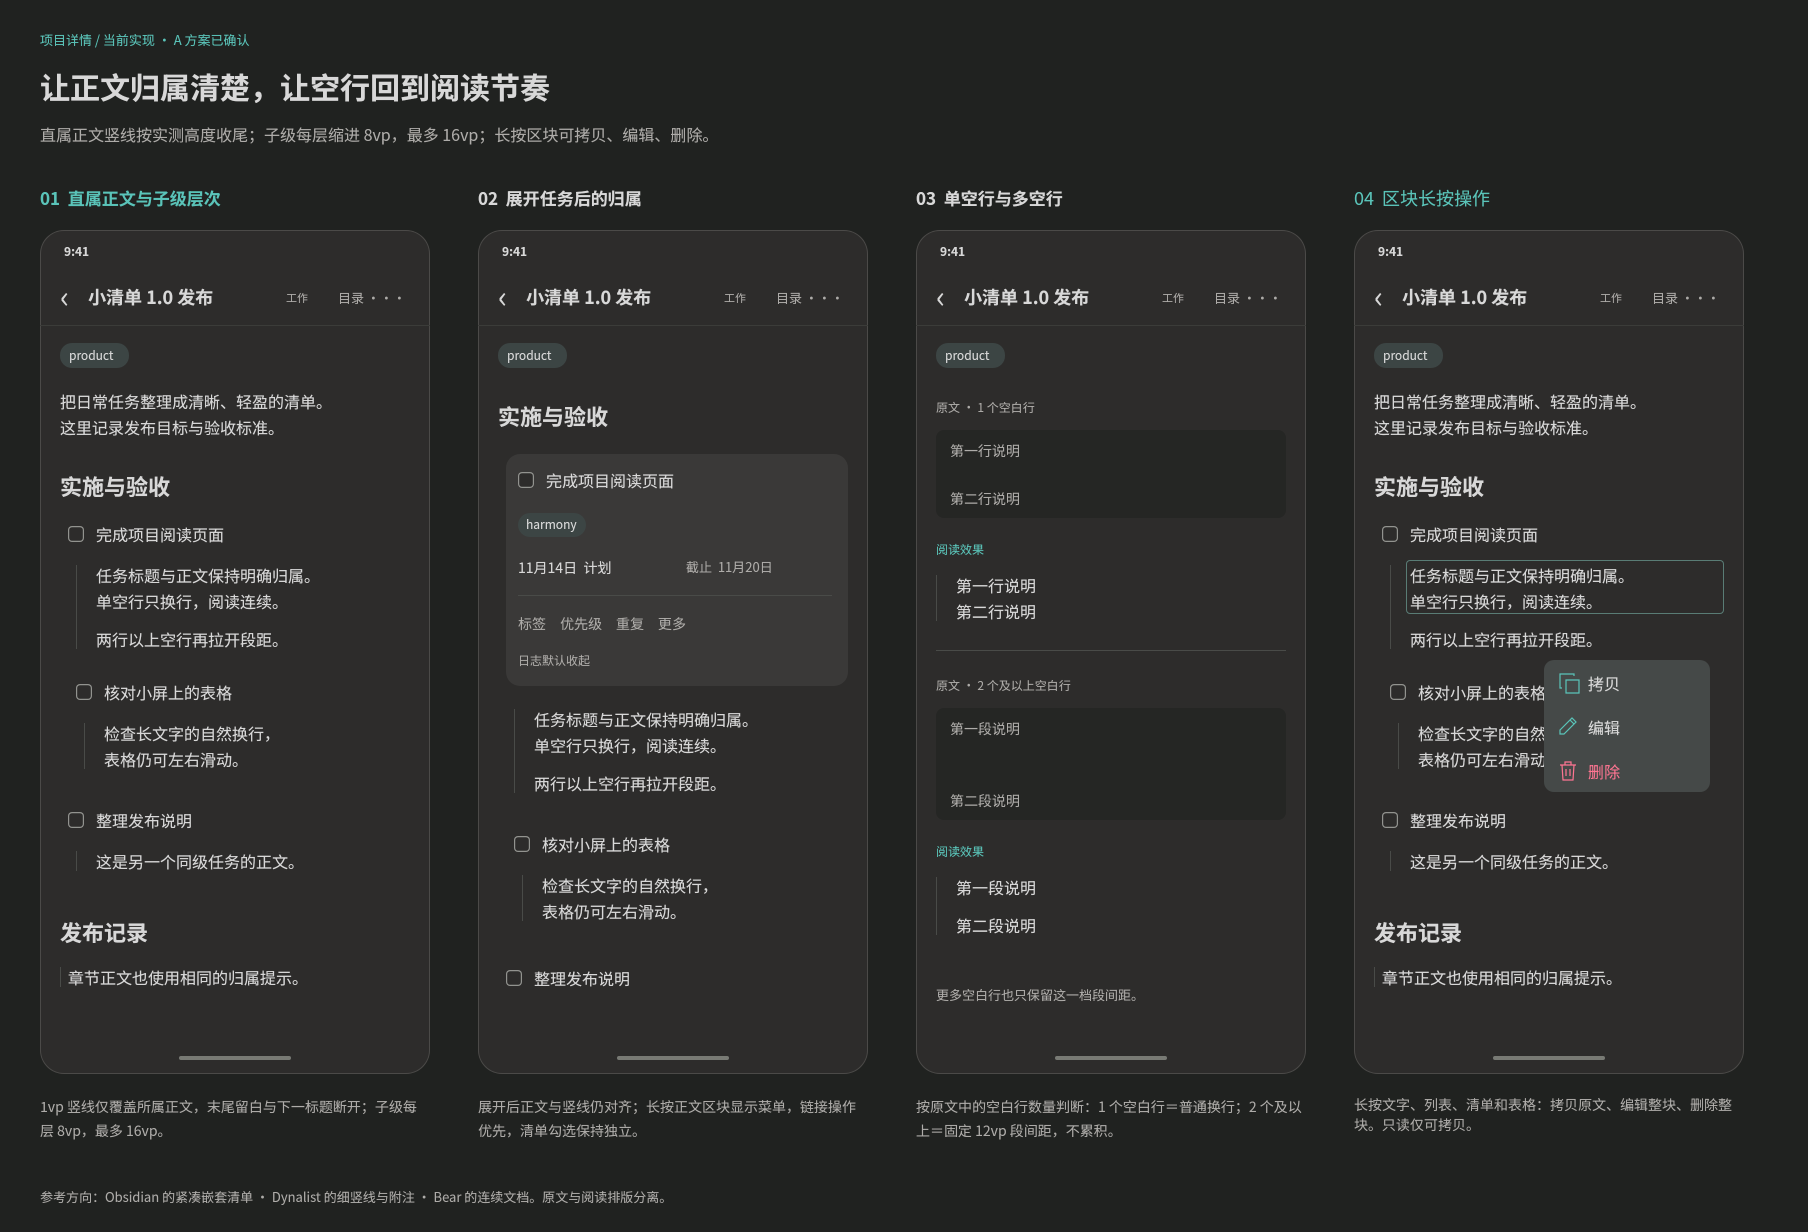 项目详情 / 当前实现 · A 方案已确认
让正文归属清楚，让空行回到阅读节奏
直属正文竖线按实测高度收尾；子级每层缩进 8vp，最多 16vp；长按区块可拷贝、编辑、删除。
01 直属正文与子级层次
9:41
小清单 1.0 发布
工作
目录 · · ·
product
把日常任务整理成清晰、轻盈的清单。
这里记录发布目标与验收标准。
实施与验收
完成项目阅读页面
任务标题与正文保持明确归属。
单空行只换行，阅读连续。
两行以上空行再拉开段距。
核对小屏上的表格
检查长文字的自然换行，
表格仍可左右滑动。
整理发布说明
这是另一个同级任务的正文。
发布记录
章节正文也使用相同的归属提示。
1vp 竖线仅覆盖所属正文，末尾留白与下一标题断开；子级每
层 8vp，最多 16vp。
02 展开任务后的归属
9:41
小清单 1.0 发布
工作
目录 · · ·
product
实施与验收
完成项目阅读页面
harmony
11月14日 计划
截止 11月20日
标签 优先级 重复 更多
日志默认收起
任务标题与正文保持明确归属。
单空行只换行，阅读连续。
两行以上空行再拉开段距。
核对小屏上的表格
检查长文字的自然换行，
表格仍可左右滑动。
整理发布说明
展开后正文与竖线仍对齐；长按正文区块显示菜单，链接操作
优先，清单勾选保持独立。
03 单空行与多空行
9:41
小清单 1.0 发布
工作
目录 · · ·
product
原文 · 1 个空白行
第一行说明
第二行说明
阅读效果
第一行说明
第二行说明
原文 · 2 个及以上空白行
第一段说明
第二段说明
阅读效果
第一段说明
第二段说明
更多空白行也只保留这一档段间距。
按原文中的空白行数量判断：1 个空白行＝普通换行；2 个及以
上＝固定 12vp 段间距，不累积。
04 区块长按操作
9:41
小清单 1.0 发布
工作
目录 · · ·
product
把日常任务整理成清晰、轻盈的清单。
这里记录发布目标与验收标准。
实施与验收
完成项目阅读页面
任务标题与正文保持明确归属。
单空行只换行，阅读连续。
两行以上空行再拉开段距。
核对小屏上的表格
检查长文字的自然
表格仍可左右滑动
拷贝
编辑
删除
整理发布说明
这是另一个同级任务的正文。
发布记录
章节正文也使用相同的归属提示。
长按文字、列表、清单和表格：拷贝原文、编辑整块、删除整
块。只读仅可拷贝。
参考方向：Obsidian 的紧凑嵌套清单 · Dynalist 的细竖线与附注 · Bear 的连续文档。原文与阅读排版分离。